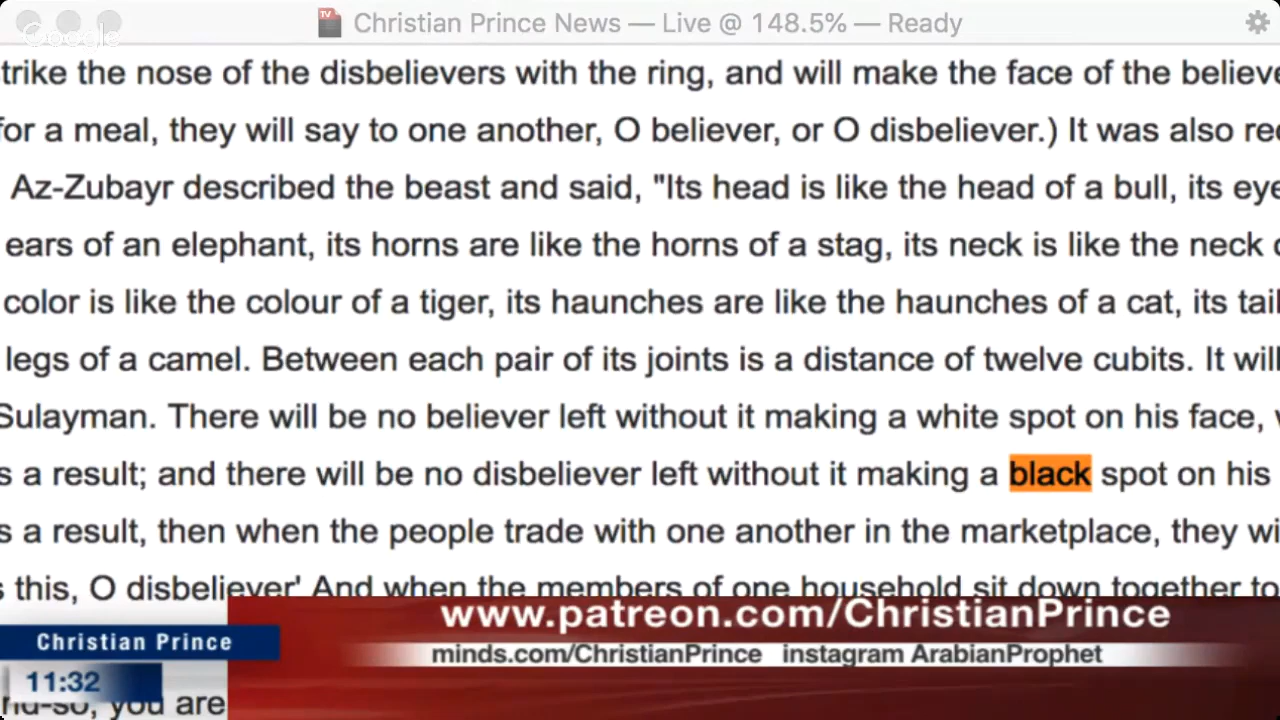 Christian Prince News — Live @ 148.5% — Ready
Google
trike the nose of the disbelievers with the ring, and will make the face of the believe
for a meal, they will say to one another, O believer, or O disbeliever.) It was also rec
Az-Zubayr described the beast and said, "Its head is like the head of a bull, its eye
ears of an elephant, its horns are like the horns of a stag, its neck is like the neck o
color is like the colour of a tiger, its haunches are like the haunches of a cat, its tail
legs of a camel. Between each pair of its joints is a distance of twelve cubits. It will
Sulayman. There will be no believer left without it making a white spot on his face, w
s a result; and there will be no disbeliever left without it making a black spot on his
s a result, then when the people trade with one another in the marketplace, they wi
s this, O disbeliever' And when the members of one household sit down together to
www.patreon.com/ChristianPrince
Christian Prince
minds.com/ChristianPrince instagram ArabianProphet
11:32
nd-so, you are